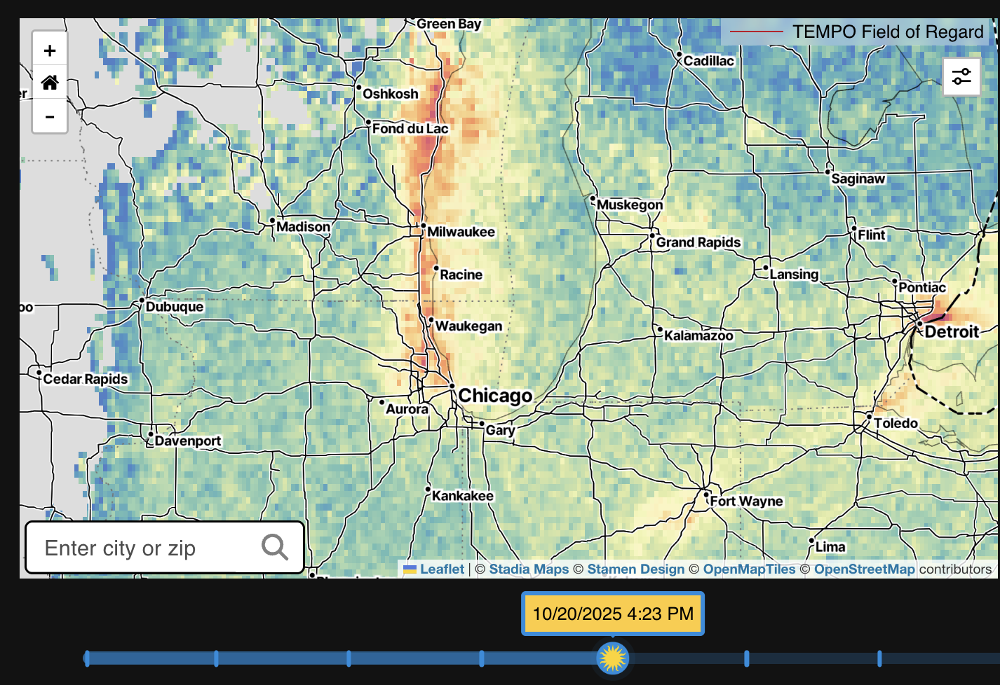 Green Bay
TEMPO Field of Regard
+
Cadillac
er
Oshkosh
-
Fond du Lac
Saginaw
Muskegon
Madison
Milwaukee
Flint
Grand Rapids
Racine
Lansing
Pontiac
oo
Dubuque
Waukegan
Detroit
Kalamazoo
Cedar Rapids
Chicago
Aurora
Toledo
Gary
Davenport
Kankakee
Fort Wayne
Enter city or zip
Lima
Leaflet | © Stadia Maps © Stamen Design © OpenMapTiles © OpenStreetMap contributors
10/20/2025 4:23 PM